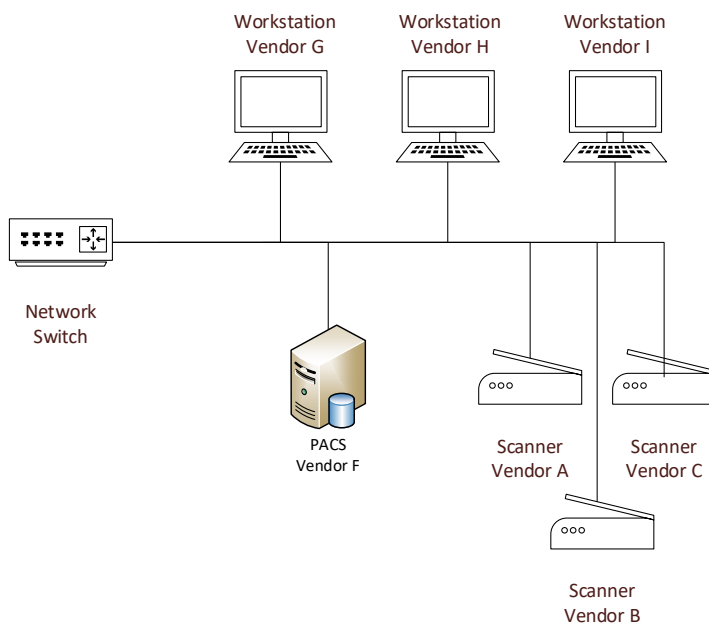 Workstation
Vendor G
Workstation
Vendor H
Workstation
Vendor I
Network
Switch
PACS
Vendor F
Scanner
Vendor A
Scanner
Vendor C
Scanner
Vendor B